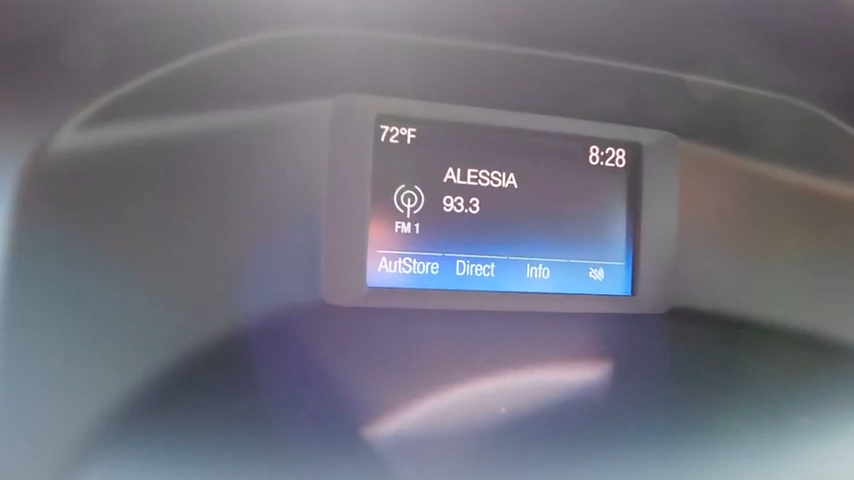 72°F
8:28
ALESSIA
93.3
FM 1
AutStore Direct Info